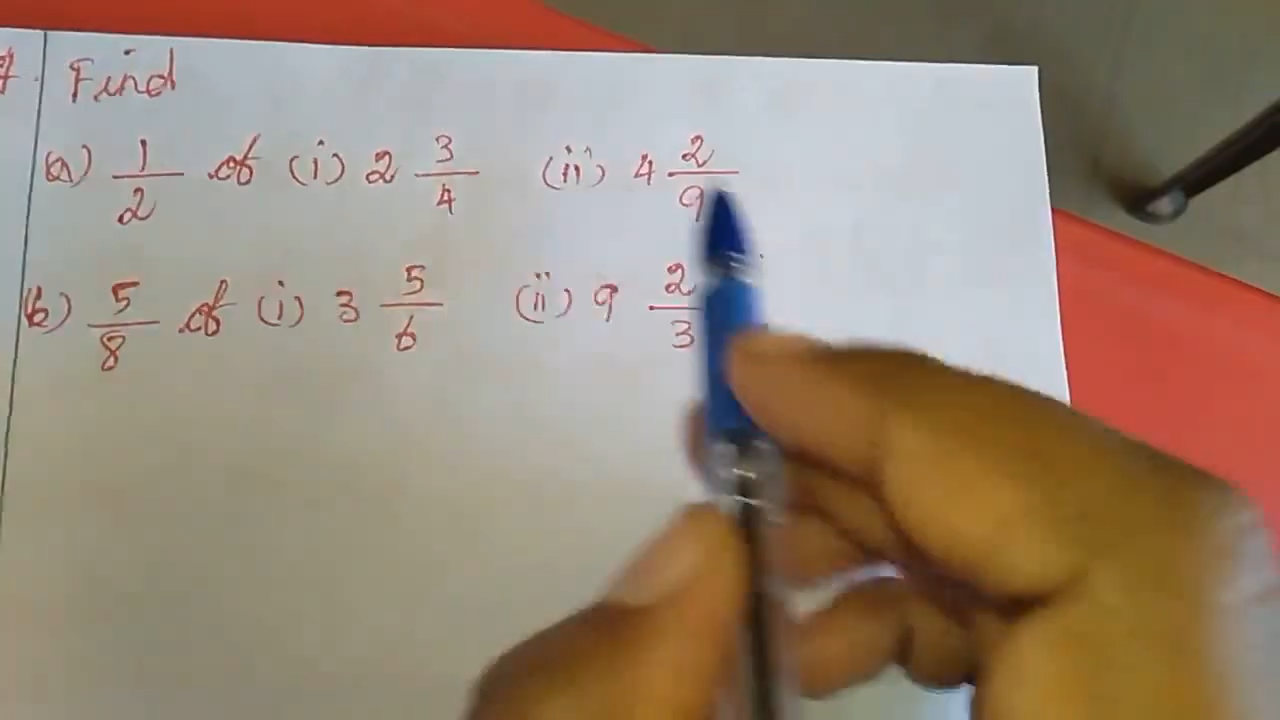 7. Find
(a) 1/2 of (i) 2 3/4 (ii) 4 2/9
(b) 5/8 of (i) 3 5/6 (ii) 9 2/3